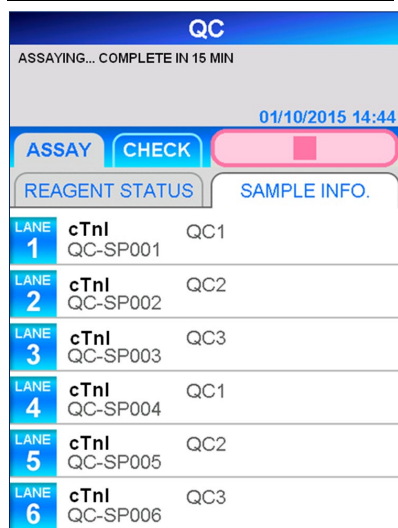 QC
ASSAYING... COMPLETE IN 15 MIN
01/10/2015 14:44
ASSAY CHECK
REAGENT STATUS SAMPLE INFO.
LANE 1 cTnI QC1
QC-SP001
LANE 2 cTnI QC2
QC-SP002
LANE 3 cTnI QC3
QC-SP003
LANE 4 cTnI QC1
QC-SP004
LANE 5 cTnI QC2
QC-SP005
LANE 6 cTnI QC3
QC-SP006